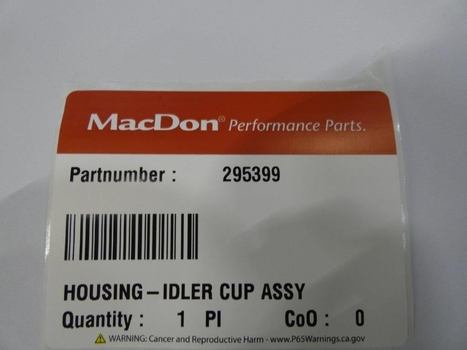 MacDon® Performance Parts.
Partnumber : 295399
HOUSING-IDLER CUP ASSY
Quantity : 1 PI CoO : 0
⚠ WARNING: Cancer and Reproductive Harm - www.P65Warnings.ca.gov